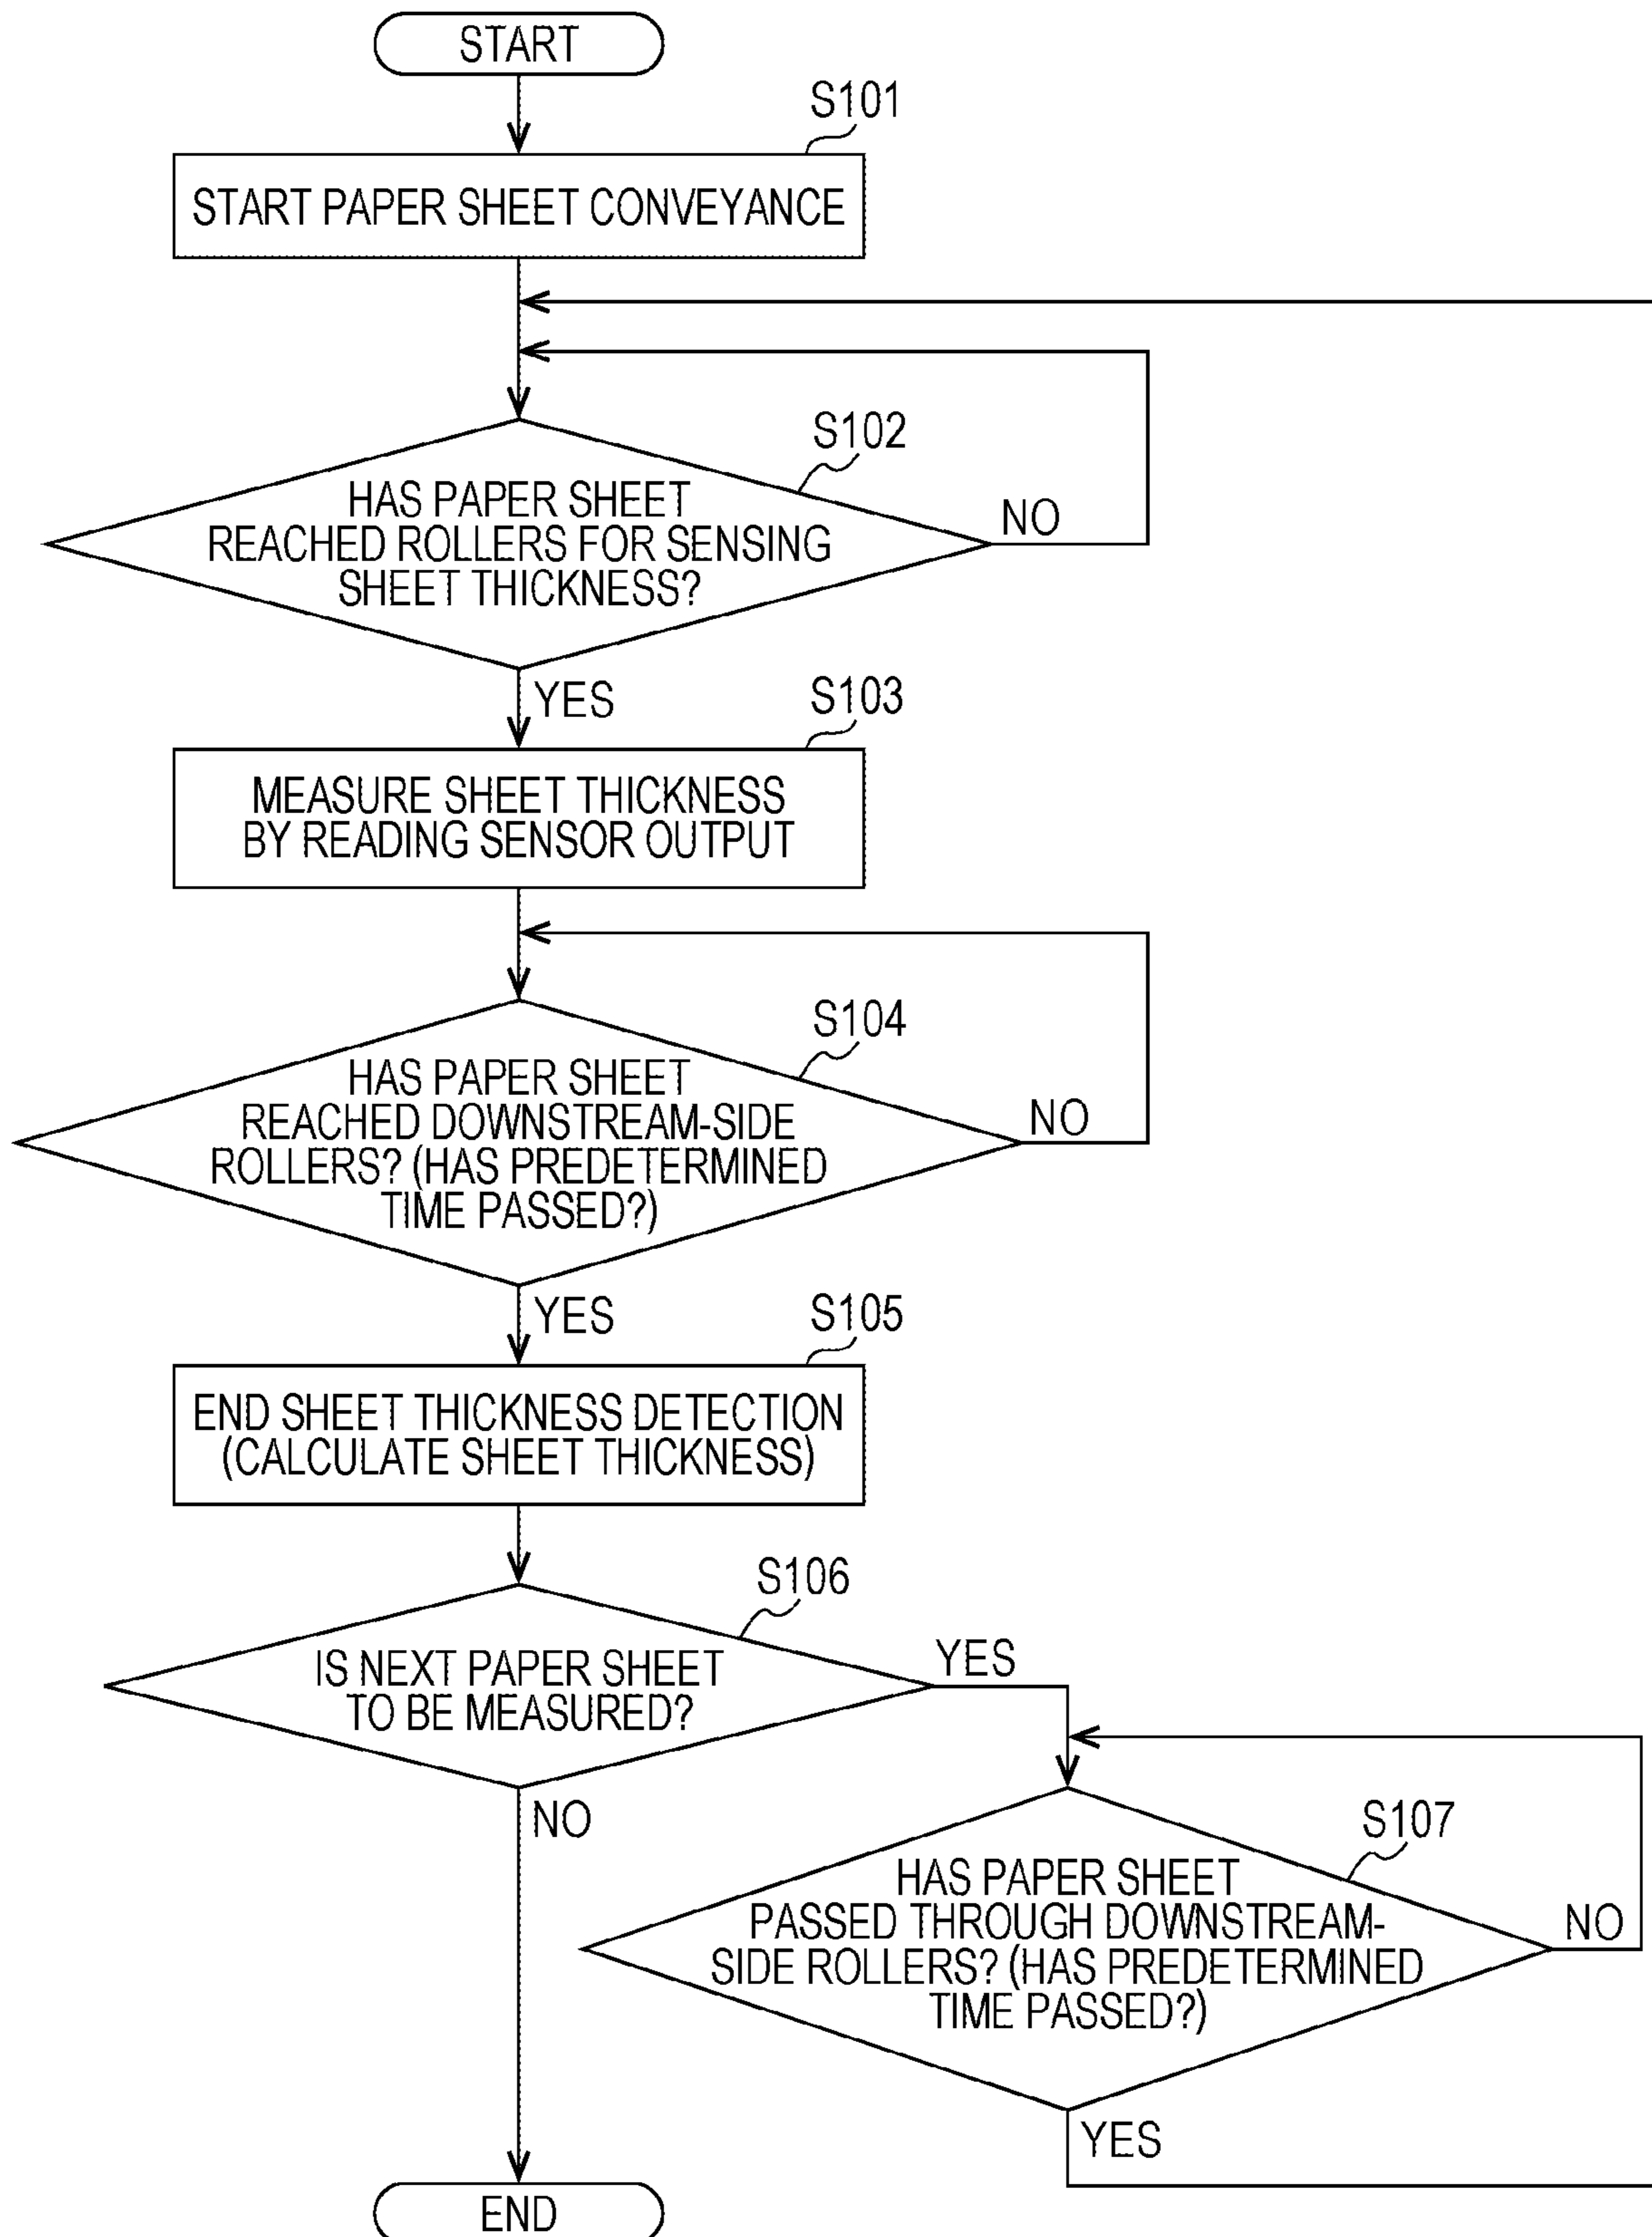 START
S101
START PAPER SHEET CONVEYANCE
S102
HAS PAPER SHEET
REACHED ROLLERS FOR SENSING
SHEET THICKNESS?
NO
YES
S103
MEASURE SHEET THICKNESS
BY READING SENSOR OUTPUT
S104
HAS PAPER SHEET
REACHED DOWNSTREAM-SIDE
ROLLERS? (HAS PREDETERMINED
TIME PASSED?)
NO
YES
S105
END SHEET THICKNESS DETECTION
(CALCULATE SHEET THICKNESS)
S106
IS NEXT PAPER SHEET
TO BE MEASURED?
YES
NO
S107
HAS PAPER SHEET
PASSED THROUGH DOWNSTREAM-
SIDE ROLLERS? (HAS PREDETERMINED
TIME PASSED?)
NO
YES
END